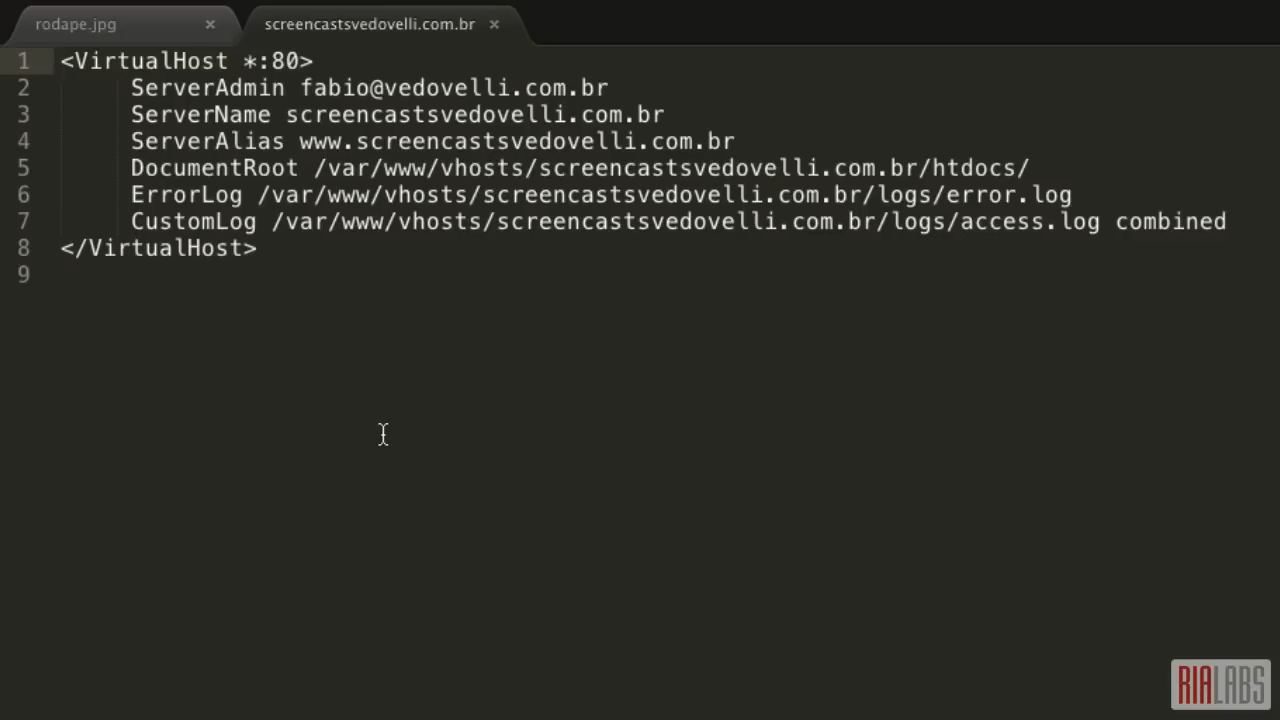 rodape.jpg × screencastsvedovelli.com.br ×
1 <VirtualHost *:80>
2 ServerAdmin fabio@vedovelli.com.br
3 ServerName screencastsvedovelli.com.br
4 ServerAlias www.screencastsvedovelli.com.br
5 DocumentRoot /var/www/vhosts/screencastsvedovelli.com.br/htdocs/
6 ErrorLog /var/www/vhosts/screencastsvedovelli.com.br/logs/error.log
7 CustomLog /var/www/vhosts/screencastsvedovelli.com.br/logs/access.log combined
8 </VirtualHost>
9
RIALABS